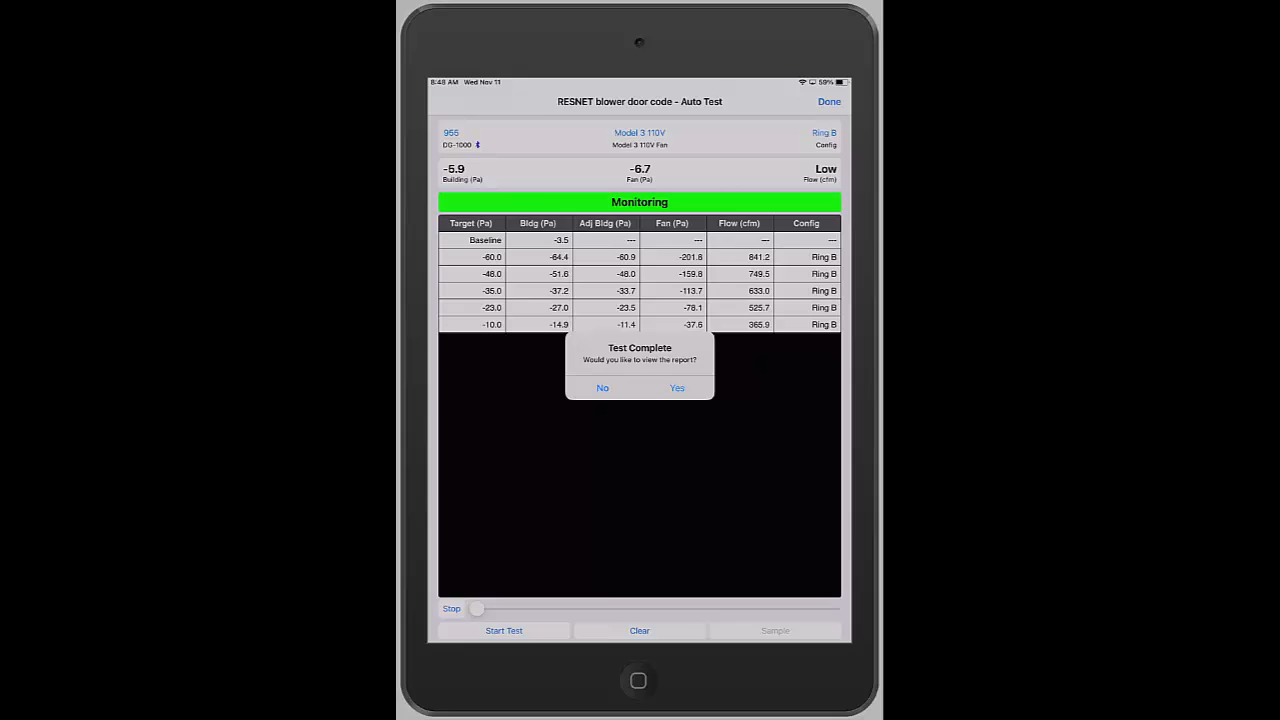 8:48 AM Wed Nov 11 59%
RESNET blower door code - Auto Test Done
955 Model 3 110V Ring B
DG-1000 Model 3 110V Fan Config
-5.9 -6.7 Low
Building (Pa) Fan (Pa) Flow (cfm)
Monitoring
Target (Pa) Bldg (Pa) Adj Bldg (Pa) Fan (Pa) Flow (cfm) Config
Baseline -3.5 --- --- --- ---
-60.0 -64.4 -60.9 -201.8 841.2 Ring B
-48.0 -51.6 -48.0 -159.8 749.5 Ring B
-35.0 -37.2 -33.7 -113.7 633.0 Ring B
-23.0 -27.0 -23.5 -78.1 525.7 Ring B
-10.0 -14.9 -11.4 -37.6 365.9 Ring B
Test Complete
Would you like to view the report?
No Yes
Stop
Start Test Clear Sample